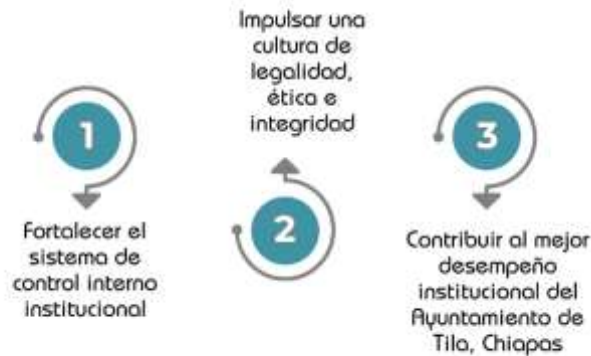 1
Fortalecer el
sistema de
control interno
institucional
Impulsar una
cultura de
legalidad,
ética e
integridad
2
3
Contribuir al mejor
desempeño
institucional del
Ayuntamiento de
Tila, Chiapas